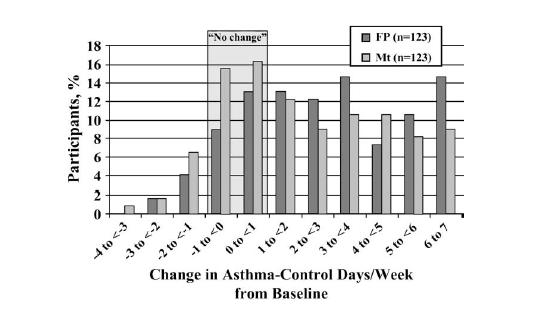 "No change"
FP (n=123)
Mt (n=123)
Participants, %
18
16
14
12
10
8
6
4
2
0
-4 to <-3
-3 to <-2
-2 to <-1
-1 to <0
0 to <1
1 to <2
2 to <3
3 to <4
4 to <5
5 to <6
6 to 7
Change in Asthma-Control Days/Week
from Baseline